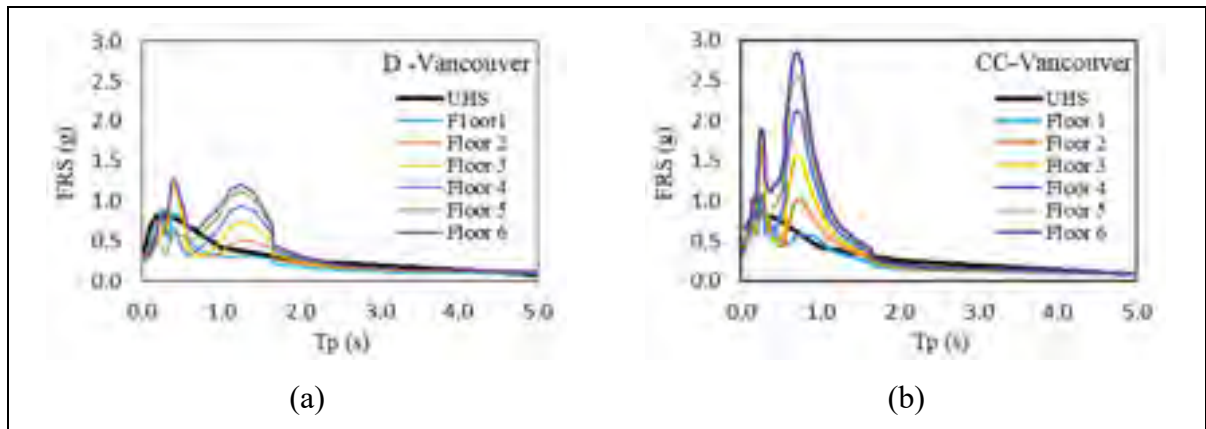 3.0
2.5
2.0
1.5
1.0
0.5
0.0
FRS (g)
D -Vancouver
UHS
Floor1
Floor 2
Floor 3
Floor 4
Floor 5
Floor 6
0.0 1.0 2.0 3.0 4.0 5.0
Tp (s)
(a)
3.0
2.5
2.0
1.5
1.0
0.5
0.0
FRS (g)
CC-Vancouver
UHS
Floor 1
Floor 2
Floor 3
Floor 4
Floor 5
Floor 6
0.0 1.0 2.0 3.0 4.0 5.0
Tp (s)
(b)